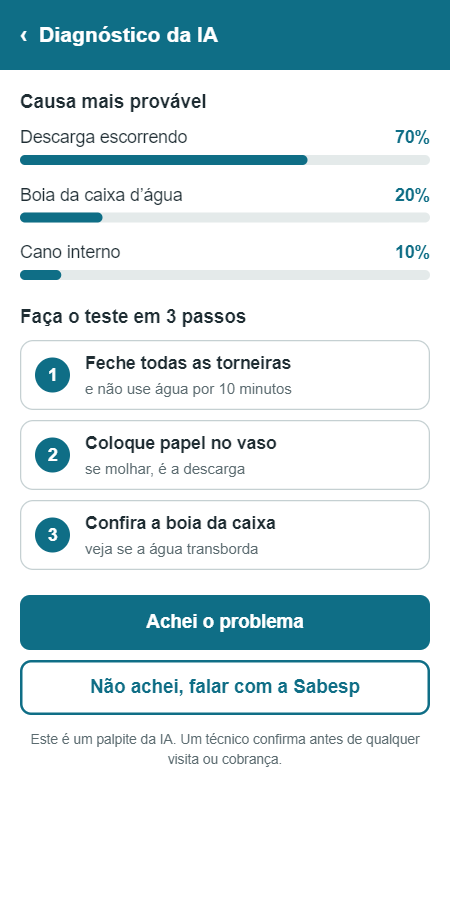 ‹ Diagnóstico da IA
Causa mais provável
Descarga escorrendo 70%
Boia da caixa d’água 20%
Cano interno 10%
Faça o teste em 3 passos
1 Feche todas as torneiras
e não use água por 10 minutos
2 Coloque papel no vaso
se molhar, é a descarga
3 Confira a boia da caixa
veja se a água transborda
Achei o problema
Não achei, falar com a Sabesp
Este é um palpite da IA. Um técnico confirma antes de qualquer
visita ou cobrança.